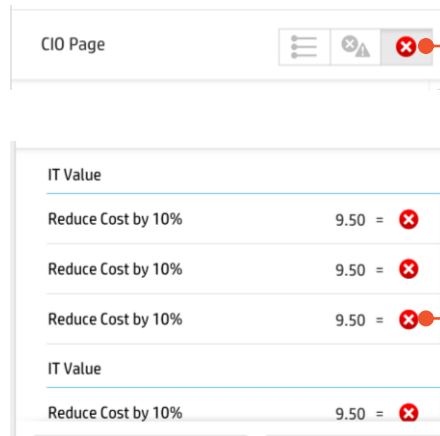 CIO Page
IT Value
Reduce Cost by 10% 9.50 =
Reduce Cost by 10% 9.50 =
Reduce Cost by 10% 9.50 =
IT Value
Reduce Cost by 10% 9.50 =